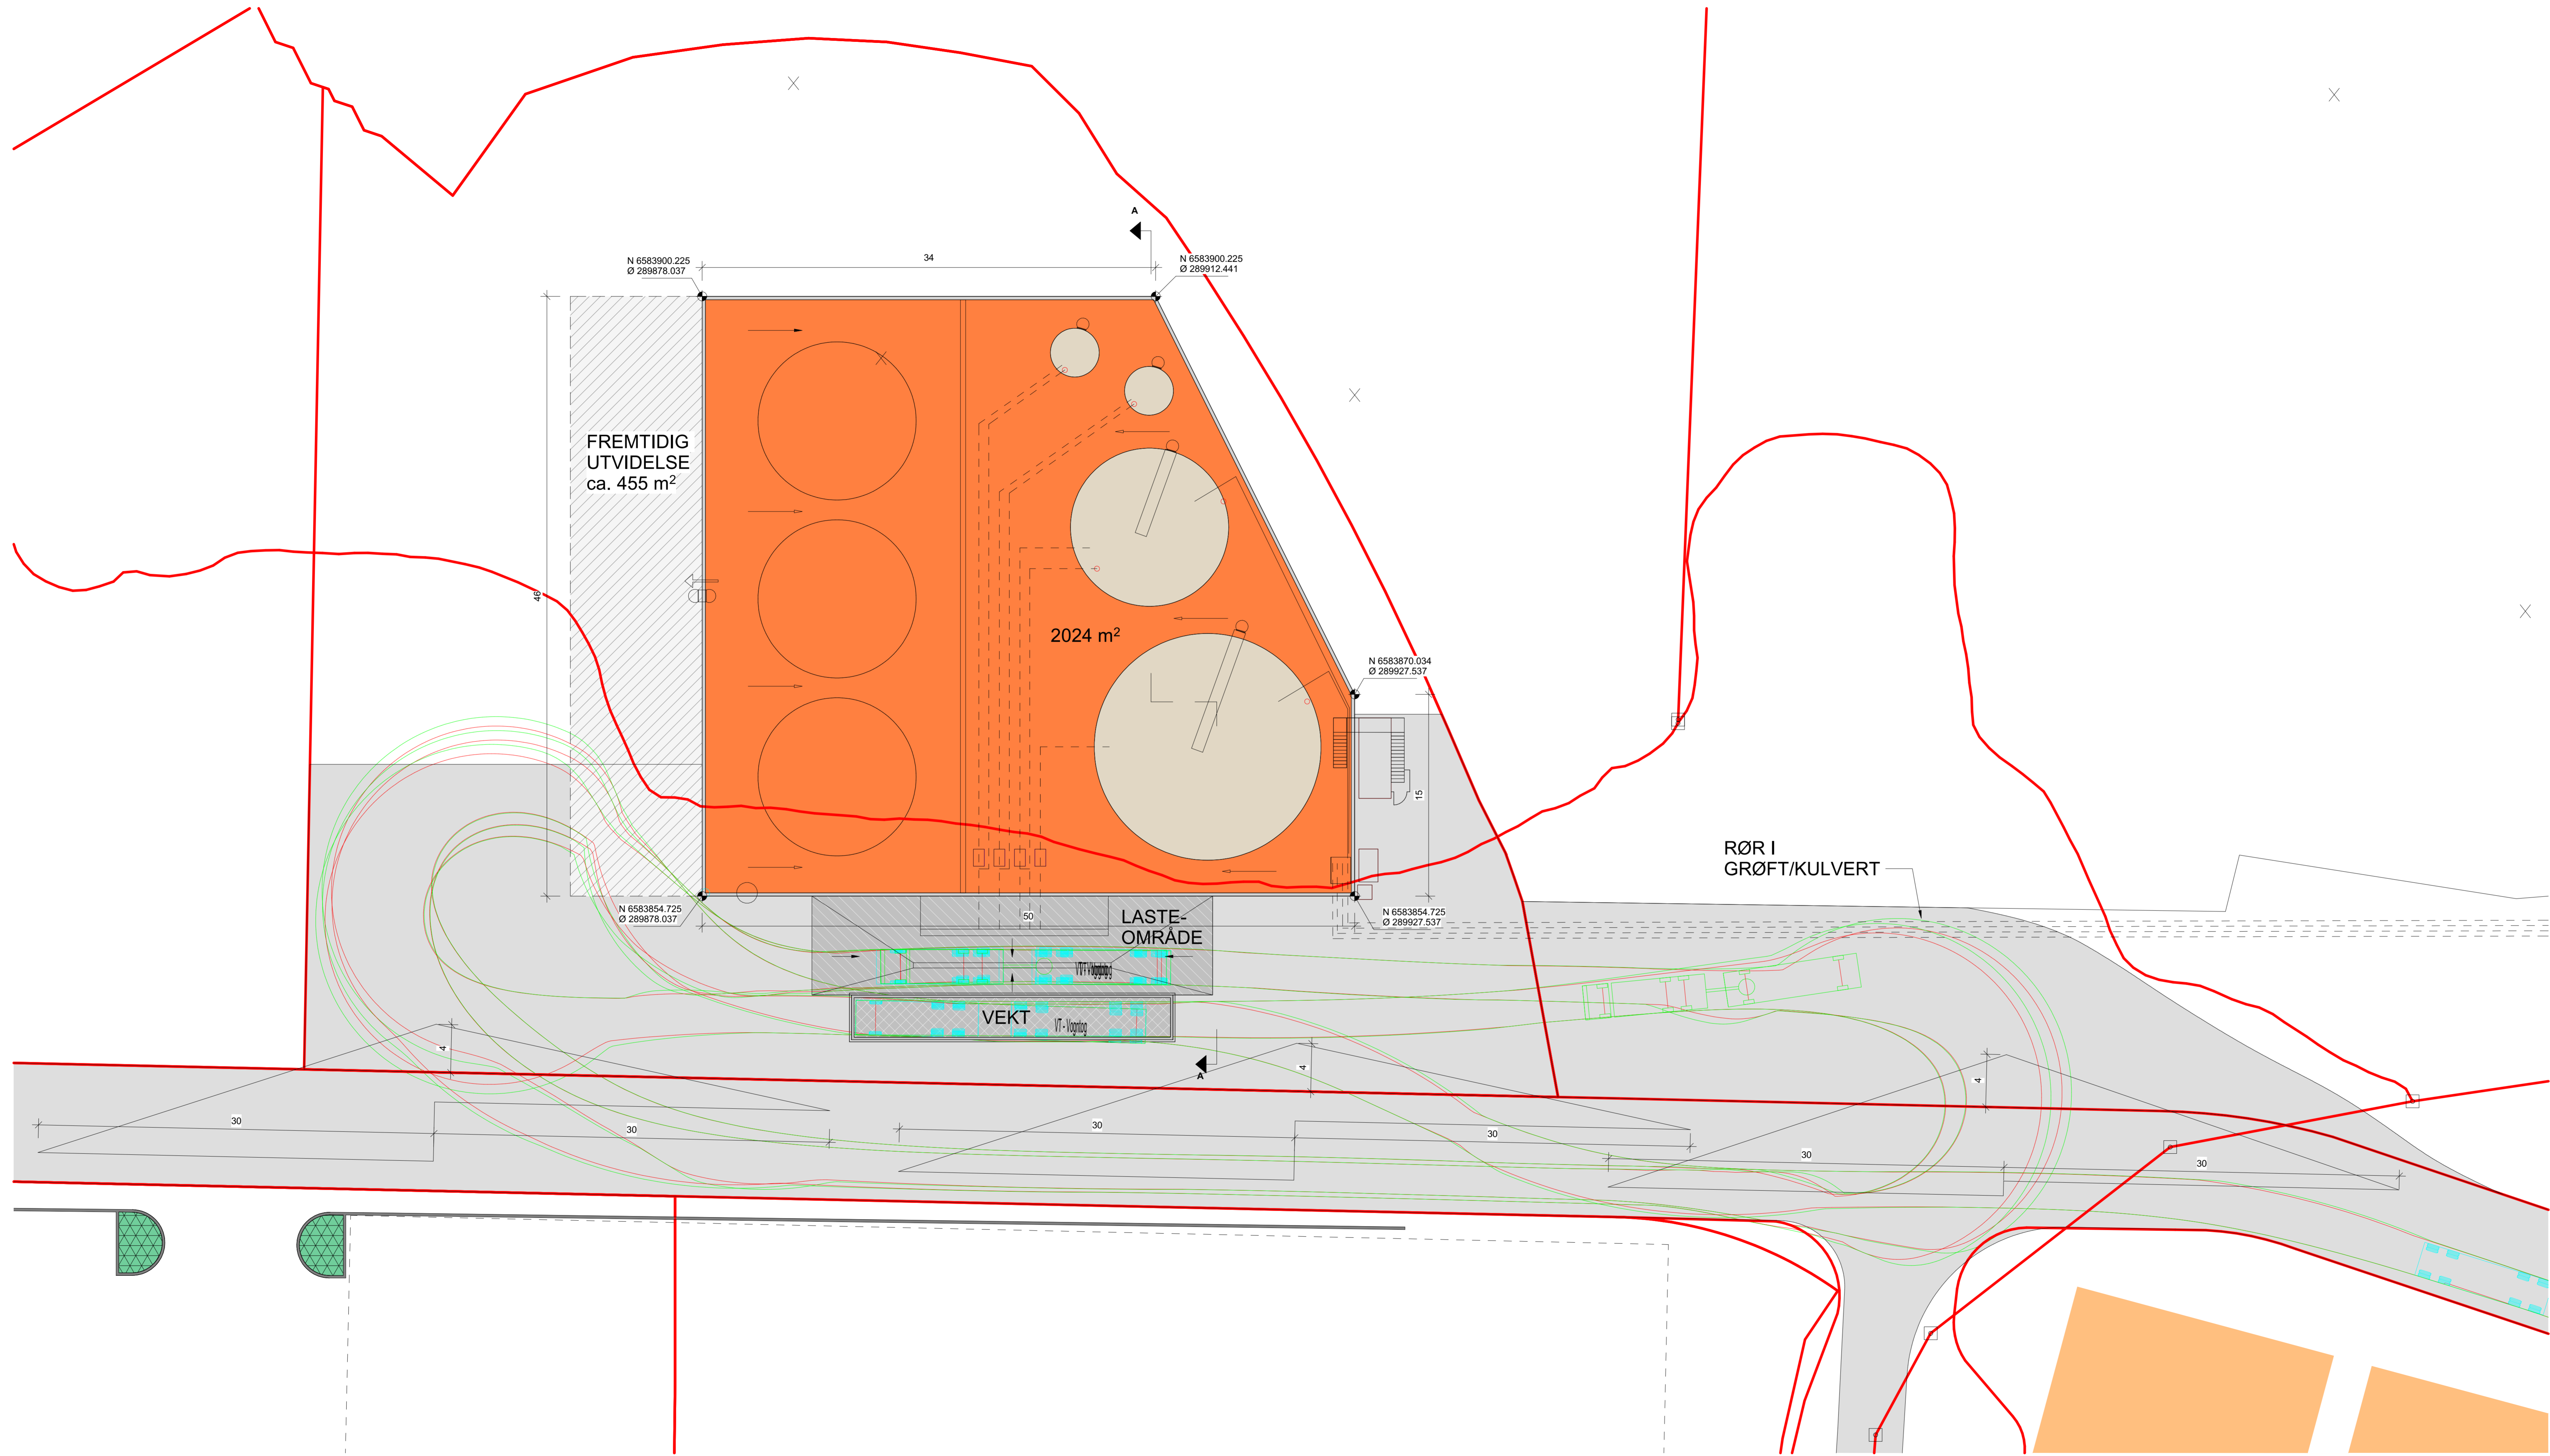 A
34
N 6583900.225
Ø 289878.037
N 6583900.225
Ø 289912.441
FREMTIDIG
UTVIDELSE
ca. 455 m²
46
2024 m²
N 6583870.034
Ø 289927.537
15
RØR I
GRØFT/KULVERT
N 6583854.725
Ø 289878.037
50
LASTE-
OMRÅDE
N 6583854.725
Ø 289927.537
VEKT
VT - Vogntog
A
4
4
4
30
30
30
30
30
30